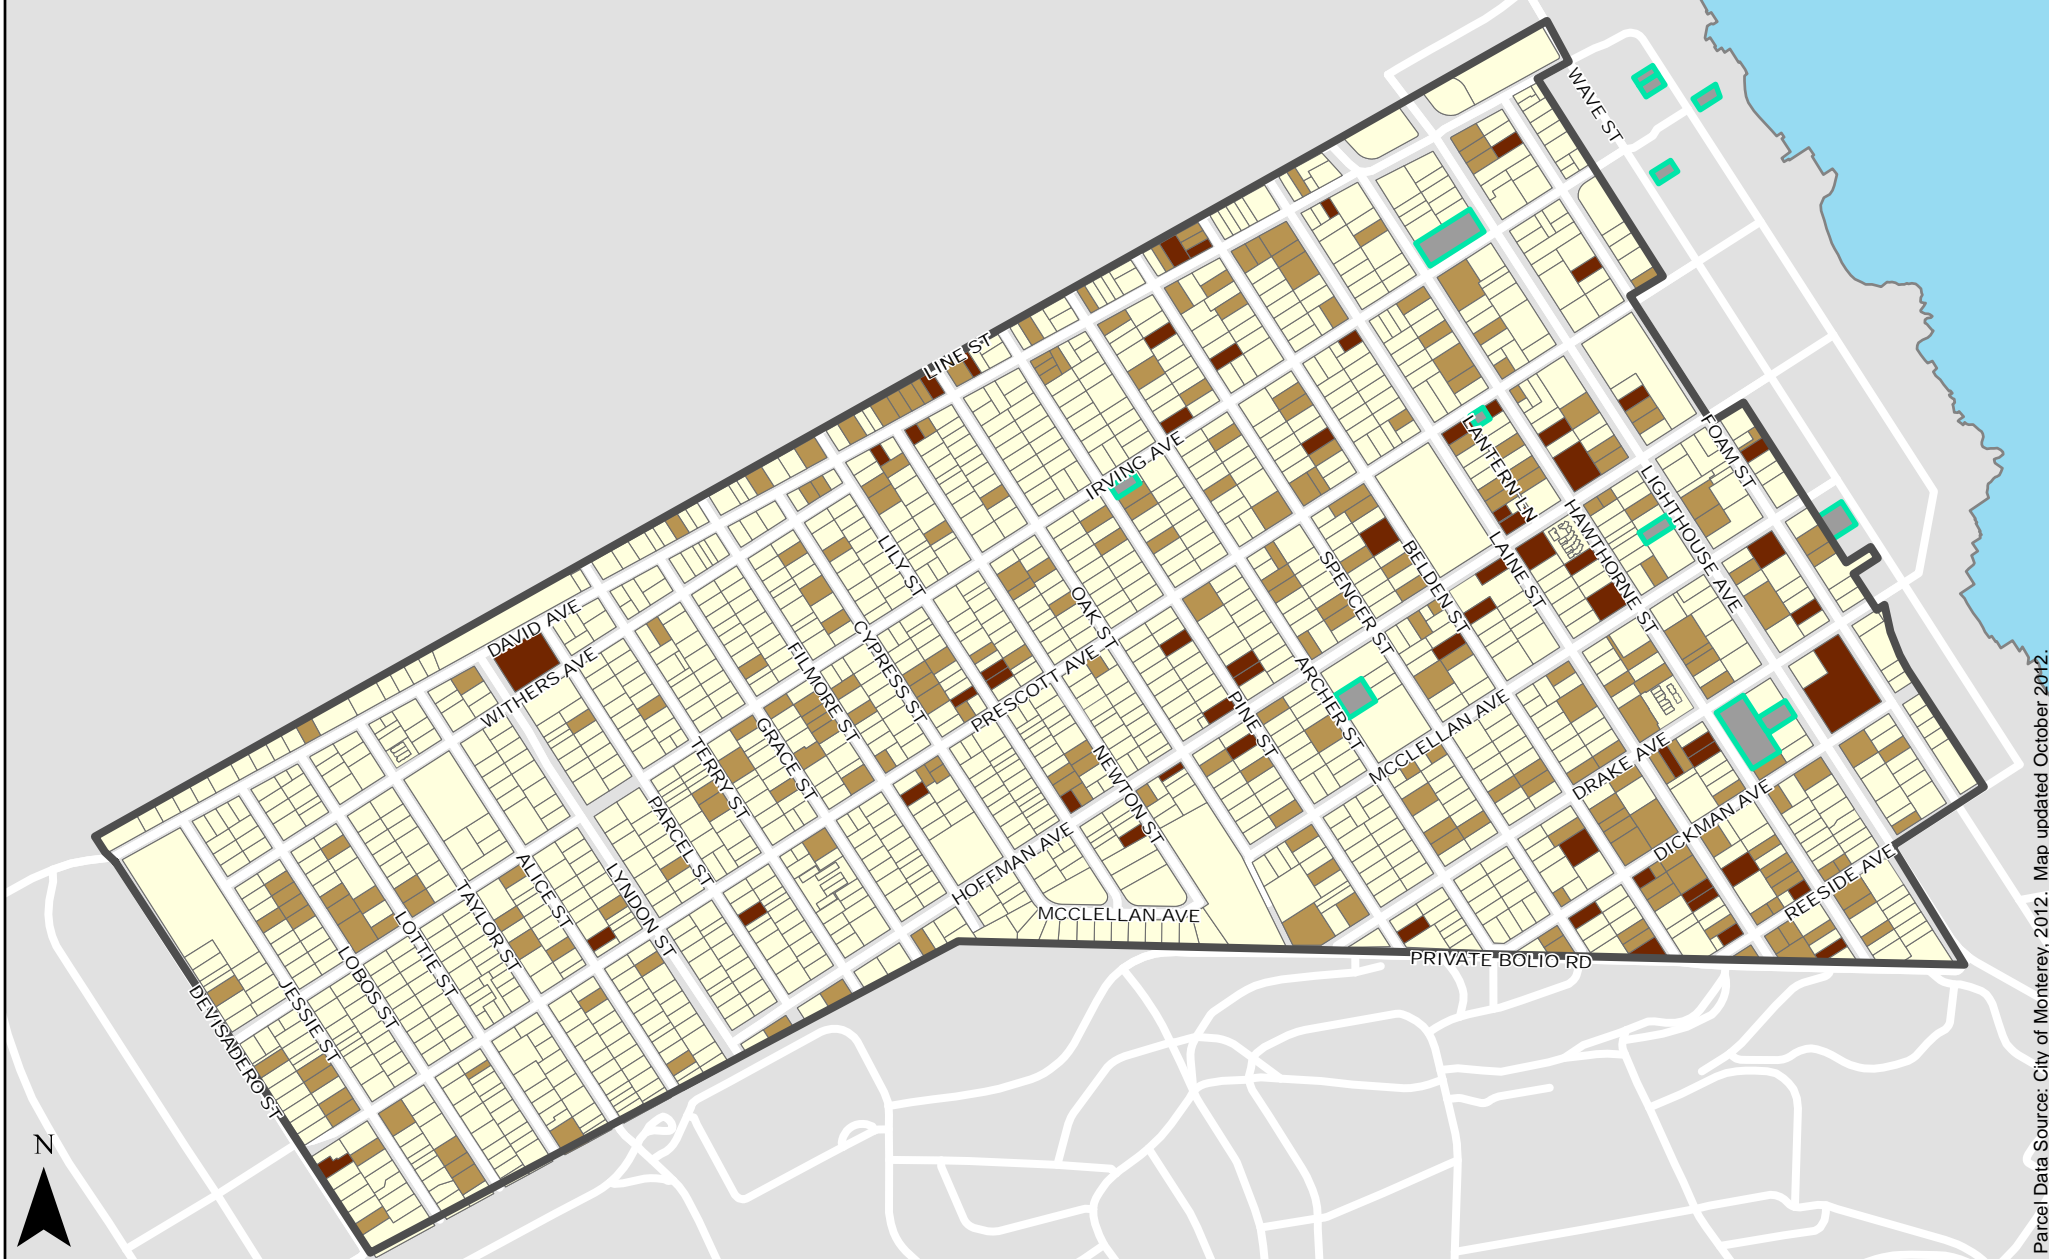 WAVE ST
LINE ST
FOAM ST
LANTERN LN
IRVING AVE
LIGHTHOUSE AVE
HAWTHORNE ST
LAINE ST
LILY ST
BELDEN ST
SPENCER ST
OAK ST
DAVID AVE
CYPRESS ST
WITHERS AVE
FILMORE ST
PRESCOTT AVE
ARCHER ST
PINE ST
MCCLELLAN AVE
GRACE ST
TERRY ST
NEWTON ST
DRAKE AVE
DICKMAN AVE
PARCEL ST
HOFFMAN AVE
REESIDE AVE
ALICE ST
LYNDON ST
TAYLOR ST
MCCLELLAN AVE
LOTTIE ST
LOBOS ST
PRIVATE BOLIO RD
JESSIE ST
DEVISADERO ST
N
Parcel Data Source: City of Monterey, 2012. Map updated October 2012.